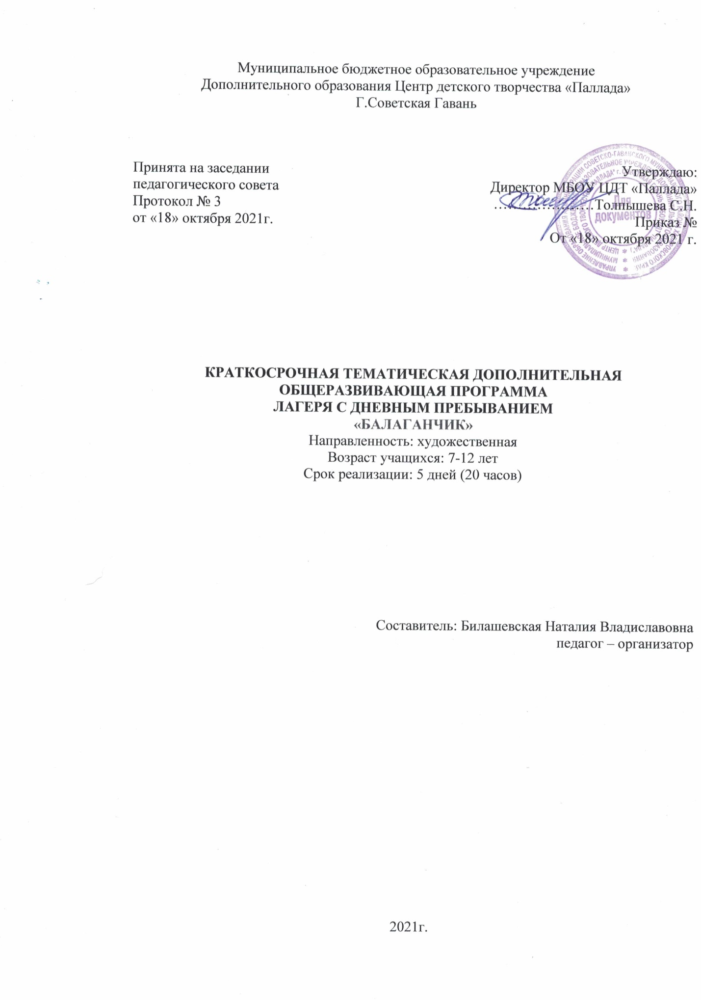 Муниципальное бюджетное образовательное учреждение
Дополнительного образования Центр детского творчества «Паллада»
Г.Советская Гавань
Принята на заседании
педагогического совета
Протокол № 3
от «18» октября 2021г.
Утверждаю:
Директор МБОУ ЦДТ «Паллада»
…………………Толпышева С.Н.
Приказ №
От «18» октября 2021 г.
Для
документов
КРАТКОСРОЧНАЯ ТЕМАТИЧЕСКАЯ ДОПОЛНИТЕЛЬНАЯ
ОБЩЕРАЗВИВАЮЩАЯ ПРОГРАММА
ЛАГЕРЯ С ДНЕВНЫМ ПРЕБЫВАНИЕМ
«БАЛАГАНЧИК»
Направленность: художественная
Возраст учащихся: 7-12 лет
Срок реализации: 5 дней (20 часов)
Составитель: Билашевская Наталия Владиславовна
педагог – организатор
2021г.